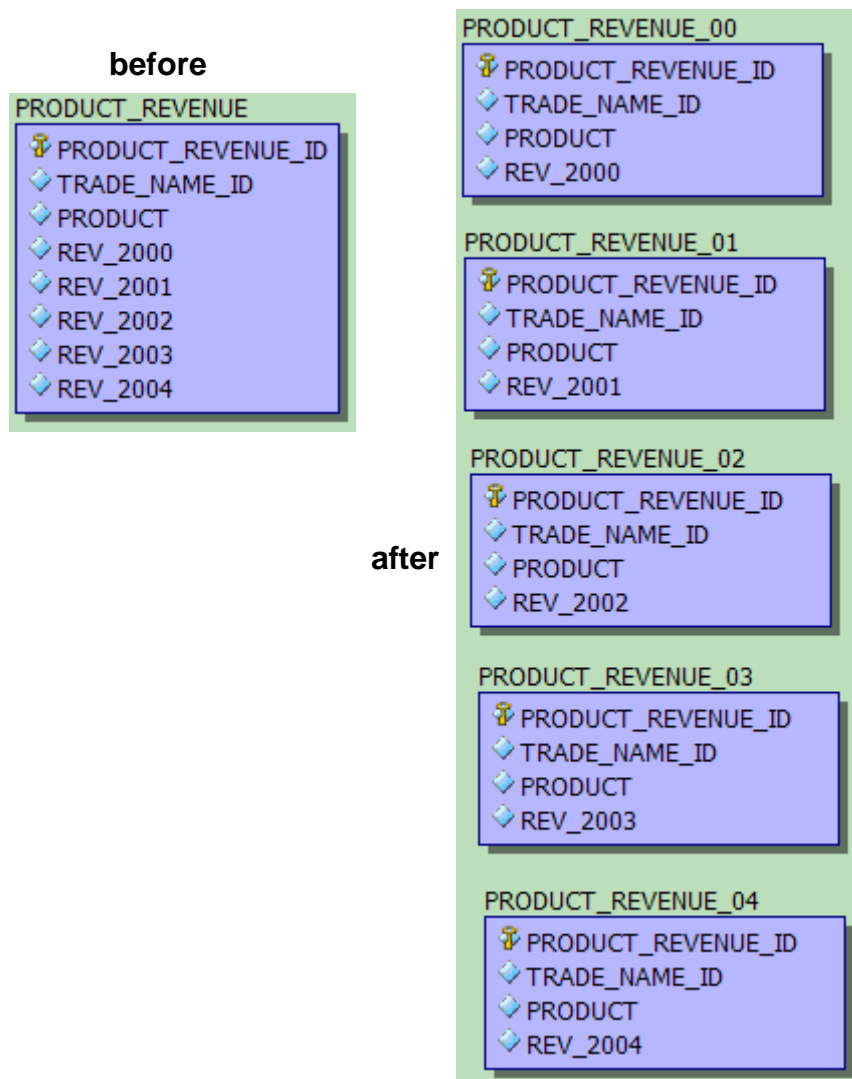 before
PRODUCT_REVENUE
PRODUCT_REVENUE_ID
TRADE_NAME_ID
PRODUCT
REV_2000
REV_2001
REV_2002
REV_2003
REV_2004
after
PRODUCT_REVENUE_00
PRODUCT_REVENUE_ID
TRADE_NAME_ID
PRODUCT
REV_2000
PRODUCT_REVENUE_01
PRODUCT_REVENUE_ID
TRADE_NAME_ID
PRODUCT
REV_2001
PRODUCT_REVENUE_02
PRODUCT_REVENUE_ID
TRADE_NAME_ID
PRODUCT
REV_2002
PRODUCT_REVENUE_03
PRODUCT_REVENUE_ID
TRADE_NAME_ID
PRODUCT
REV_2003
PRODUCT_REVENUE_04
PRODUCT_REVENUE_ID
TRADE_NAME_ID
PRODUCT
REV_2004